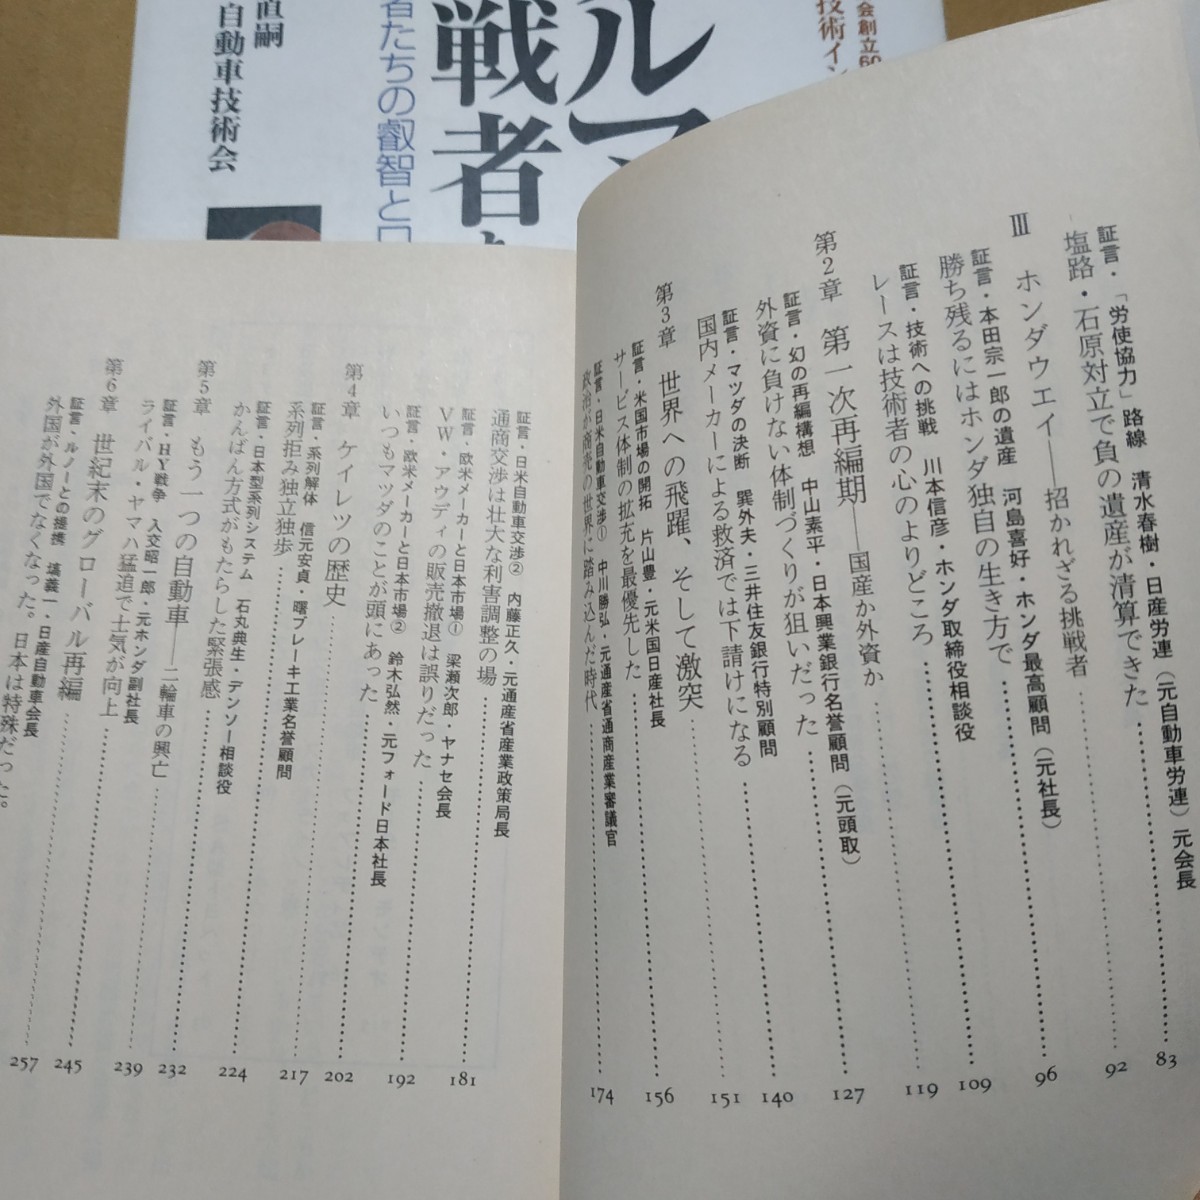 会創立60
技術イン
ルマ
戦者
者たちの叡智と口
直嗣
自動車技術会
証言・「労使協力」路線　清水春樹・日産労連（元自動車労連）元会長
塩路・石原対立で負の遺産が清算できた 83
92
Ⅲ　ホンダウエイ――招かれざる挑戦者 96
証言・本田宗一郎の遺産　河島喜好・ホンダ最高顧問（元社長）
勝ち残るにはホンダ独自の生き方で 109
証言・技術への挑戦　川本信彦・ホンダ取締役相談役
レースは技術者の心のよりどころ 119
第2章　第一次再編期――国産か外資か 127
証言・幻の再編構想　中山素平・日本興業銀行名誉顧問（元頭取）
外資に負けない体制づくりが狙いだった 140
証言・マツダの決断　巽外夫・三井住友銀行特別顧問
国内メーカーによる救済では下請けになる 151
第3章　世界への飛躍、そして激突 156
証言・米国市場の開拓　片山豊・元米国日産社長
サービス体制の拡充を最優先した
証言・日米自動車交渉①　中川勝弘・元通産省通商産業審議官
政治が商売の世界に踏み込んだ時代 174
証言・日米自動車交渉②　内藤正久・元通産省産業政策局長
通商交渉は壮大な利害調整の場 181
証言・欧米メーカーと日本市場①　梁瀬次郎・ヤナセ会長
VW・アウディの販売撤退は誤りだった 192
証言・欧米メーカーと日本市場②　鈴木弘然・元フォード日本社長
いつもマツダのことが頭にあった
第4章　ケイレツの歴史 202
証言・系列解体　信元安貞・曙ブレーキ工業名誉顧問
系列拒み独立独歩 217
証言・日本型系列システム　石丸典生・デンソー相談役
かんばん方式がもたらした緊張感 224
第5章　もう一つの自動車――二輪車の興亡 232
証言・HY戦争　入交昭一郎・元ホンダ副社長
ライバル・ヤマハ猛追で士気が向上 239
第6章　世紀末のグローバル再編 245
証言・ルノーとの提携　塙義一・日産自動車会長
外国が外国でなくなった。日本は特殊だった。 257